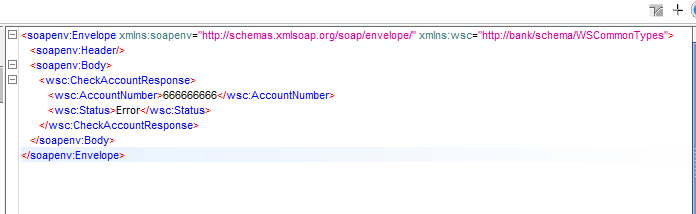 <soapenv:Envelope xmlns:soapenv="http://schemas.xmlsoap.org/soap/envelope/" xmlns:wsc="http://bank/schema/WSCommonTypes">
<soapenv:Header/>
<soapenv:Body>
<wsc:CheckAccountResponse>
<wsc:AccountNumber>666666666</wsc:AccountNumber>
<wsc:Status>Error</wsc:Status>
</wsc:CheckAccountResponse>
</soapenv:Body>
</soapenv:Envelope>